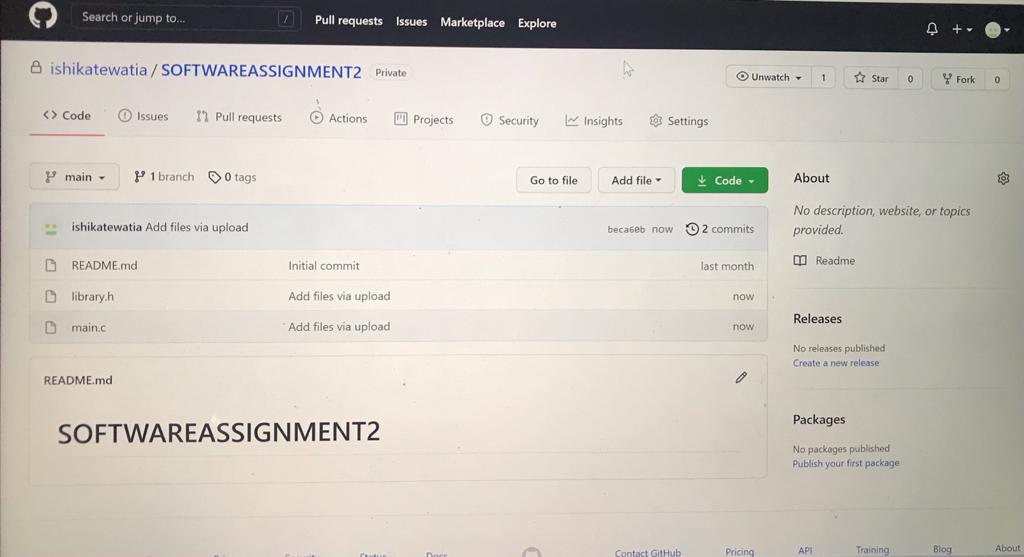 Search or jump to... / Pull requests Issues Marketplace Explore
ishikatewatia / SOFTWAREASSIGNMENT2 Private
Unwatch 1 Star 0 Fork 0
<> Code Issues Pull requests Actions Projects Security Insights Settings
main 1 branch 0 tags Go to file Add file Code
ishikatewatia Add files via upload beca60b now 2 commits
README.md Initial commit last month
library.h Add files via upload now
main.c Add files via upload now
README.md
SOFTWAREASSIGNMENT2
About
No description, website, or topics
provided.
Readme
Releases
No releases published
Create a new release
Packages
No packages published
Publish your first package
Contact GitHub Pricing API Training Blog About